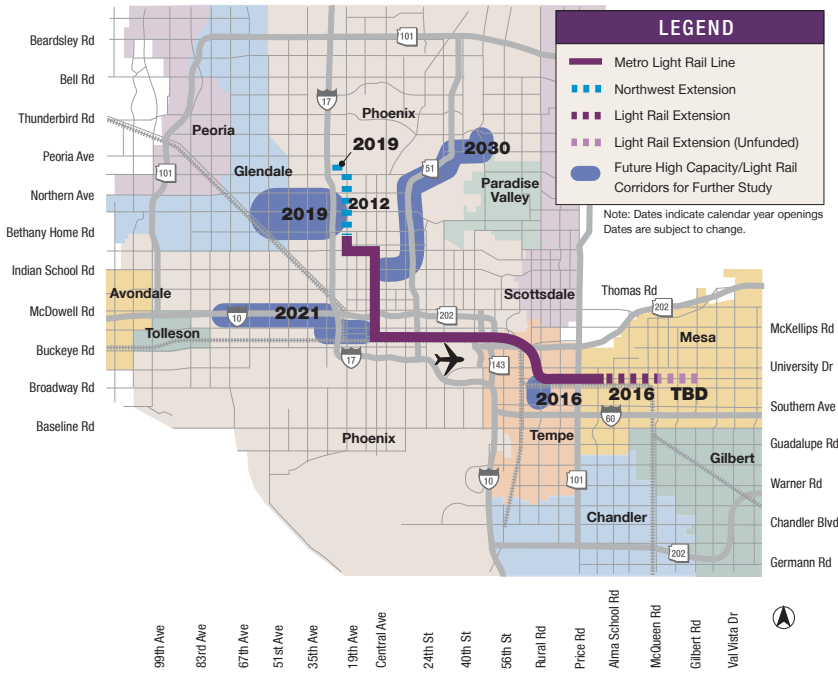 Beardsley Rd
Bell Rd
Thunderbird Rd
Peoria Ave
Northern Ave
Bethany Home Rd
Indian School Rd
McDowell Rd
Buckeye Rd
Broadway Rd
Baseline Rd
101
17
Phoenix
Peoria
2019
51
2030
101
Glendale
Paradise
Valley
2019
2012
Avondale
Scottsdale
Thomas Rd
202
2021
10
202
Tolleson
Mesa
17
143
2016
2016
TBD
60
Phoenix
Tempe
Gilbert
10
101
Chandler
202
LEGEND
Metro Light Rail Line
Northwest Extension
Light Rail Extension
Light Rail Extension (Unfunded)
Future High Capacity/Light Rail
Corridors for Further Study
Note: Dates indicate calendar year openings
Dates are subject to change.
McKellips Rd
University Dr
Southern Ave
Guadalupe Rd
Warner Rd
Chandler Blvd
Germann Rd
99th Ave
83rd Ave
67th Ave
51st Ave
35th Ave
19th Ave
Central Ave
24th St
40th St
56th St
Rural Rd
Price Rd
Alma School Rd
McQueen Rd
Gilbert Rd
Val Vista Dr